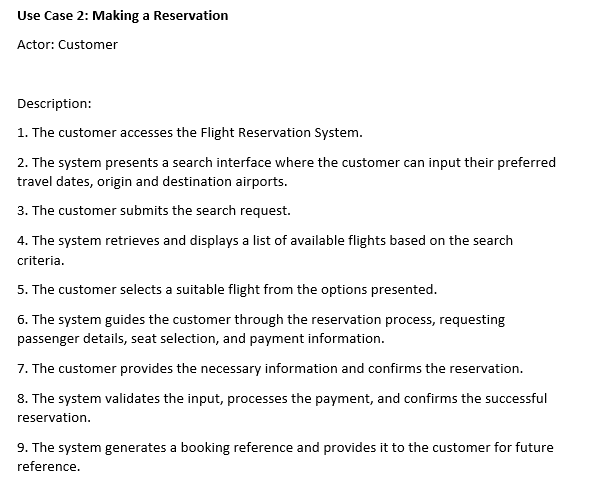 Use Case 2: Making a Reservation
Actor: Customer
Description:
1. The customer accesses the Flight Reservation System.
2. The system presents a search interface where the customer can input their preferred
travel dates, origin and destination airports.
3. The customer submits the search request.
4. The system retrieves and displays a list of available flights based on the search
criteria.
5. The customer selects a suitable flight from the options presented.
6. The system guides the customer through the reservation process, requesting
passenger details, seat selection, and payment information.
7. The customer provides the necessary information and confirms the reservation.
8. The system validates the input, processes the payment, and confirms the successful
reservation.
9. The system generates a booking reference and provides it to the customer for future
reference.